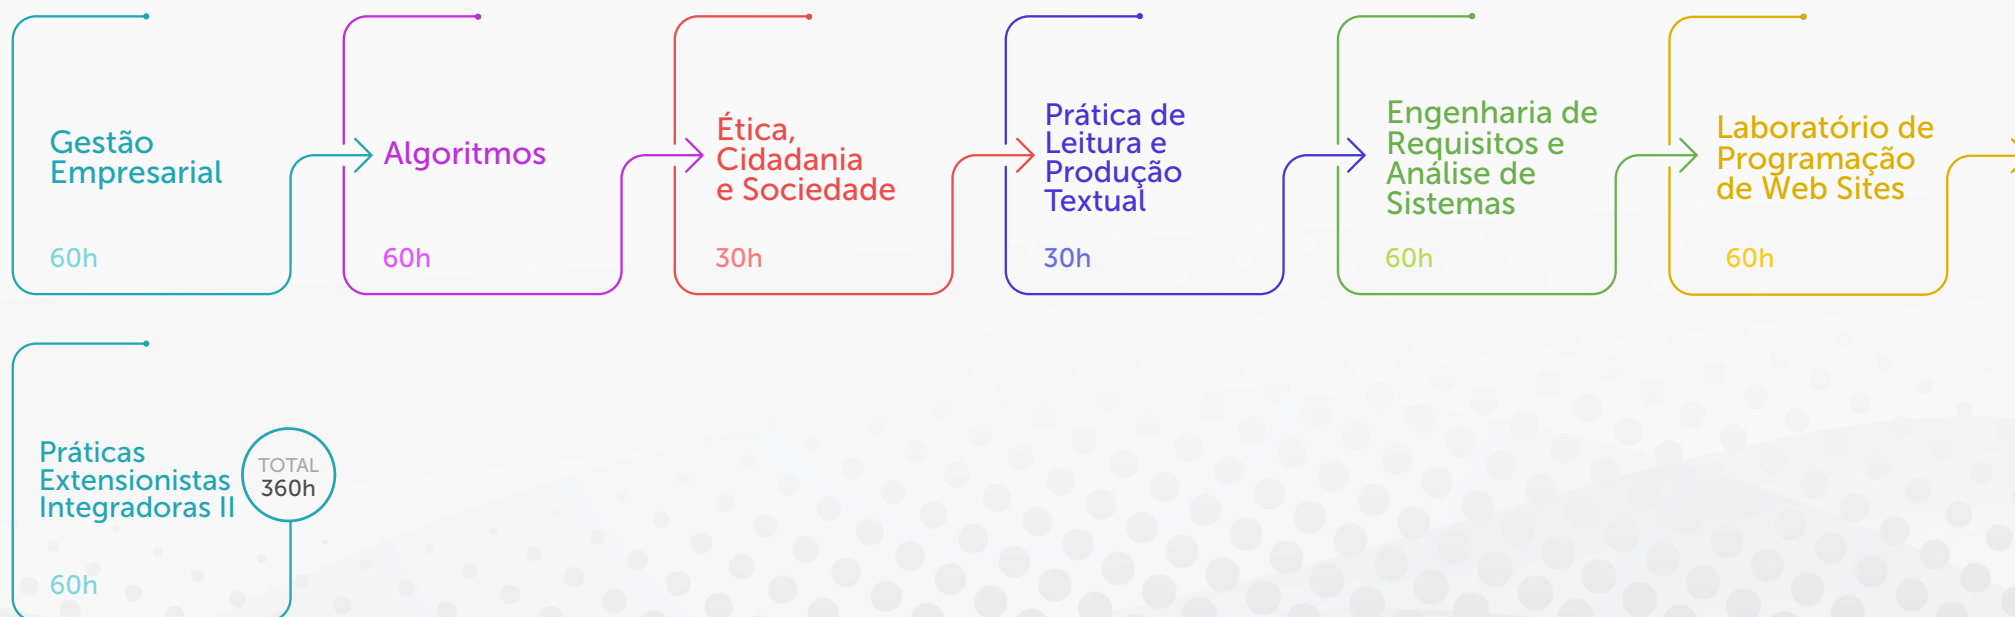 Gestão
Empresarial
60h
Algoritmos
60h
Ética,
Cidadania
e Sociedade
30h
Prática de
Leitura e
Produção
Textual
30h
Engenharia de
Requisitos e
Análise de
Sistemas
60h
Laboratório de
Programação
de Web Sites
60h
Práticas
Extensionistas
Integradoras II
60h
TOTAL
360h